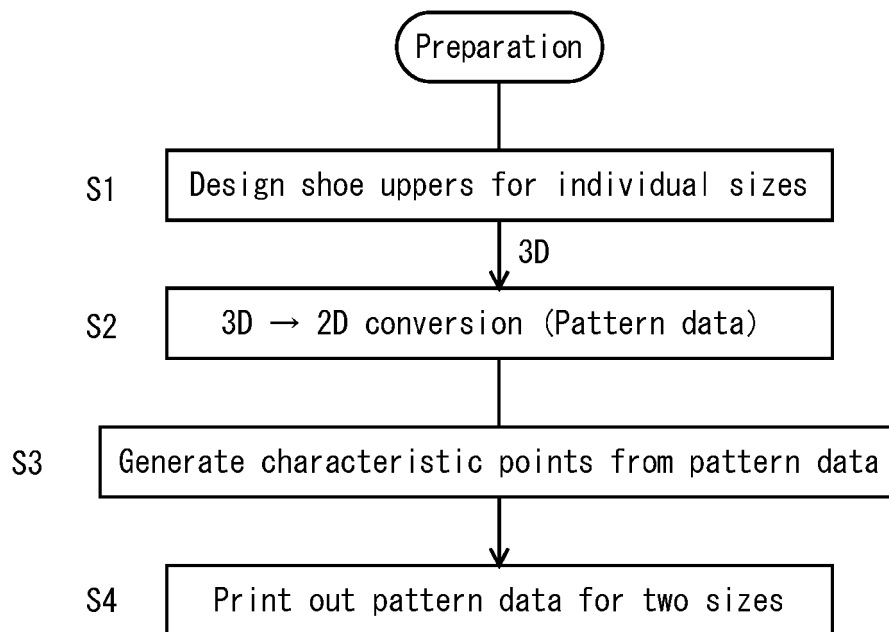 Preparation
S1
Design shoe uppers for individual sizes
3D
S2
3D → 2D conversion (Pattern data)
S3
Generate characteristic points from pattern data
S4
Print out pattern data for two sizes